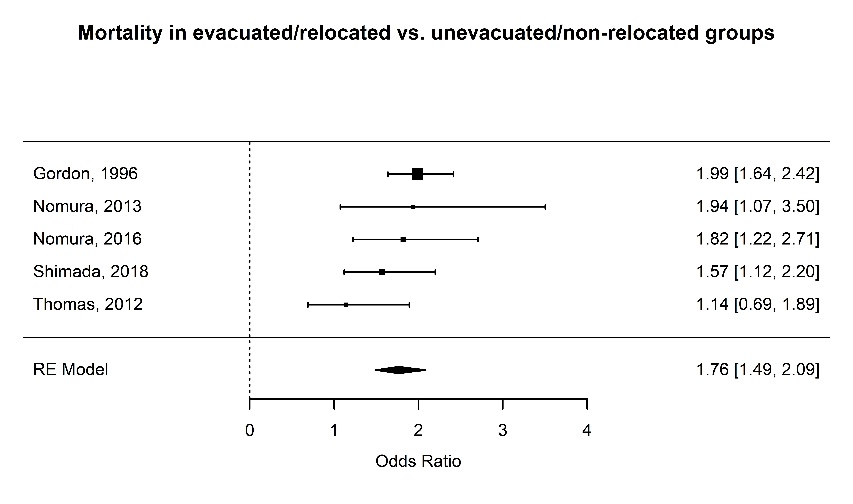 Mortality in evacuated/relocated vs. unevacuated/non-relocated groups
Gordon, 1996 1.99 [1.64, 2.42]
Nomura, 2013 1.94 [1.07, 3.50]
Nomura, 2016 1.82 [1.22, 2.71]
Shimada, 2018 1.57 [1.12, 2.20]
Thomas, 2012 1.14 [0.69, 1.89]
RE Model 1.76 [1.49, 2.09]
0 1 2 3 4
Odds Ratio